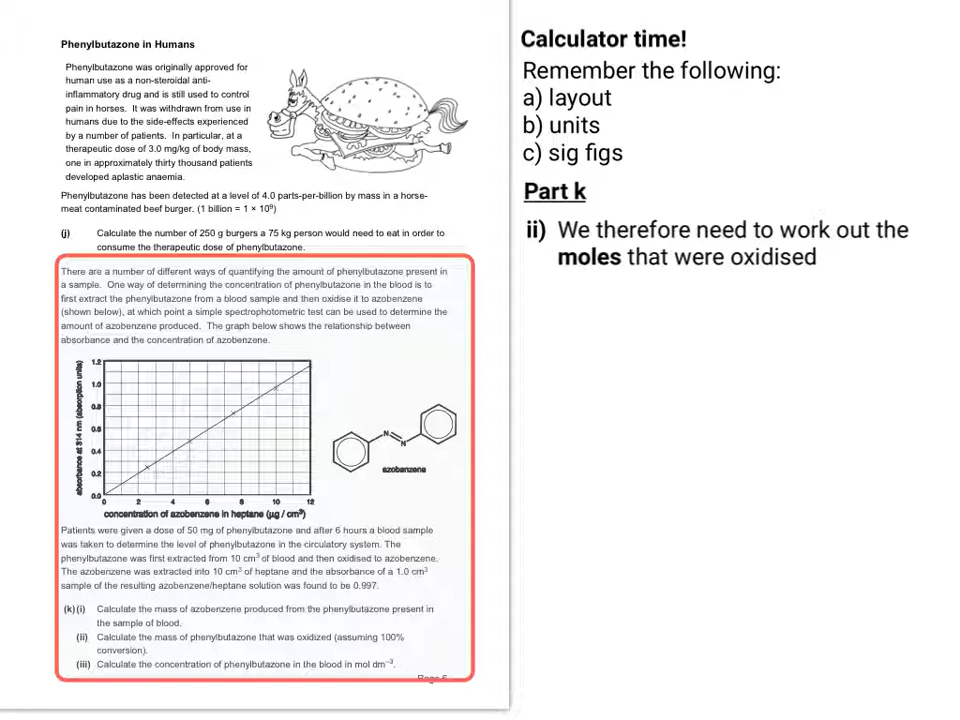 Phenylbutazone in Humans
Phenylbutazone was originally approved for
human use as a non-steroidal anti-
inflammatory drug and is still used to control
pain in horses. It was withdrawn from use in
humans due to the side-effects experienced
by a number of patients. In particular, at a
therapeutic dose of 3.0 mg/kg of body mass,
one in approximately thirty thousand patients
developed aplastic anaemia.
Phenylbutazone has been detected at a level of 4.0 parts-per-billion by mass in a horse-
meat contaminated beef burger. (1 billion = 1 × 10⁹)
(j) Calculate the number of 250 g burgers a 75 kg person would need to eat in order to
consume the therapeutic dose of phenylbutazone.
There are a number of different ways of quantifying the amount of phenylbutazone present in
a sample. One way of determining the concentration of phenylbutazone in the blood is to
first extract the phenylbutazone from a blood sample and then oxidise it to azobenzene
(shown below), at which point a simple spectrophotometric test can be used to determine the
amount of azobenzene produced. The graph below shows the relationship between
absorbance and the concentration of azobenzene.
absorbance at 314 nm (absorption units)
1.2
1.0
0.8
0.6
0.4
0.2
0.0
0 2 4 6 8 10 12
concentration of azobenzene in heptane (µg / cm³)
N
N
azobenzene
Patients were given a dose of 50 mg of phenylbutazone and after 6 hours a blood sample
was taken to determine the level of phenylbutazone in the circulatory system. The
phenylbutazone was first extracted from 10 cm³ of blood and then oxidised to azobenzene.
The azobenzene was extracted into 10 cm³ of heptane and the absorbance of a 1.0 cm³
sample of the resulting azobenzene/heptane solution was found to be 0.997.
(k)(i) Calculate the mass of azobenzene produced from the phenylbutazone present in
the sample of blood.
(ii) Calculate the mass of phenylbutazone that was oxidized (assuming 100%
conversion).
(iii) Calculate the concentration of phenylbutazone in the blood in mol dm⁻³.
Calculator time!
Remember the following:
a) layout
b) units
c) sig figs
Part k
ii) We therefore need to work out the
moles that were oxidised